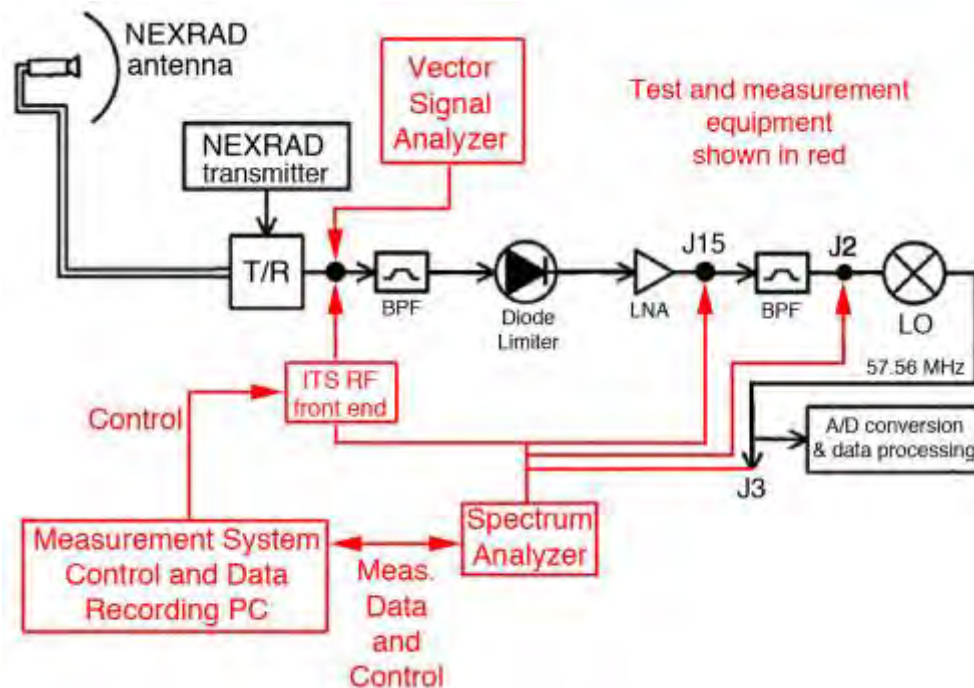 NEXRAD
antenna
Vector
Signal
Analyzer
Test and measurement
equipment
shown in red
NEXRAD
transmitter
T/R
BPF
Diode
Limiter
LNA
J15
BPF
J2
LO
57.56 MHz
ITS RF
front end
Control
A/D conversion
& data processing
J3
Measurement System
Control and Data
Recording PC
Meas.
Data
and
Control
Spectrum
Analyzer